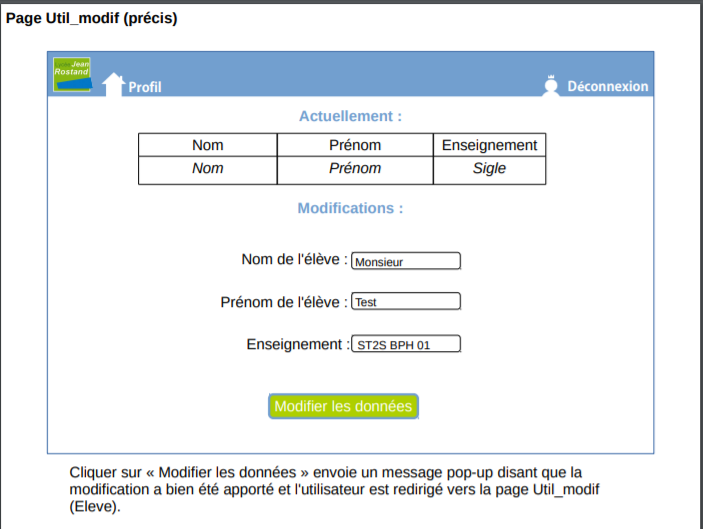 Page Util_modif (précis)
Lycée Jean
Rostand
Profil
Déconnexion
Actuellement :
Nom Prénom Enseignement
Nom Prénom Sigle
Modifications :
Nom de l'élève : Monsieur
Prénom de l'élève : Test
Enseignement : ST2S BPH 01
Modifier les données
Cliquer sur « Modifier les données » envoie un message pop-up disant que la
modification a bien été apporté et l'utilisateur est redirigé vers la page Util_modif
(Eleve).